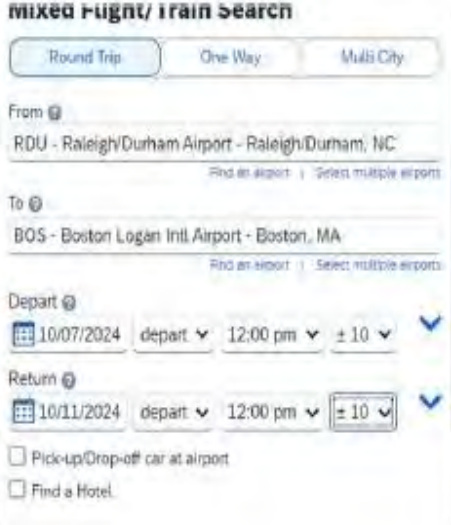 Mixed Flight/Train Search
Round Trip One Way Multi City
From
RDU - Raleigh/Durham Airport - Raleigh/Durham, NC
Find an airport | Select multiple airports
To
BOS - Boston Logan Intl Airport - Boston, MA
Find an airport | Select multiple airports
Depart
10/07/2024 depart 12:00 pm ± 10
Return
10/11/2024 depart 12:00 pm ± 10
Pick-up/Drop-off car at airport
Find a Hotel